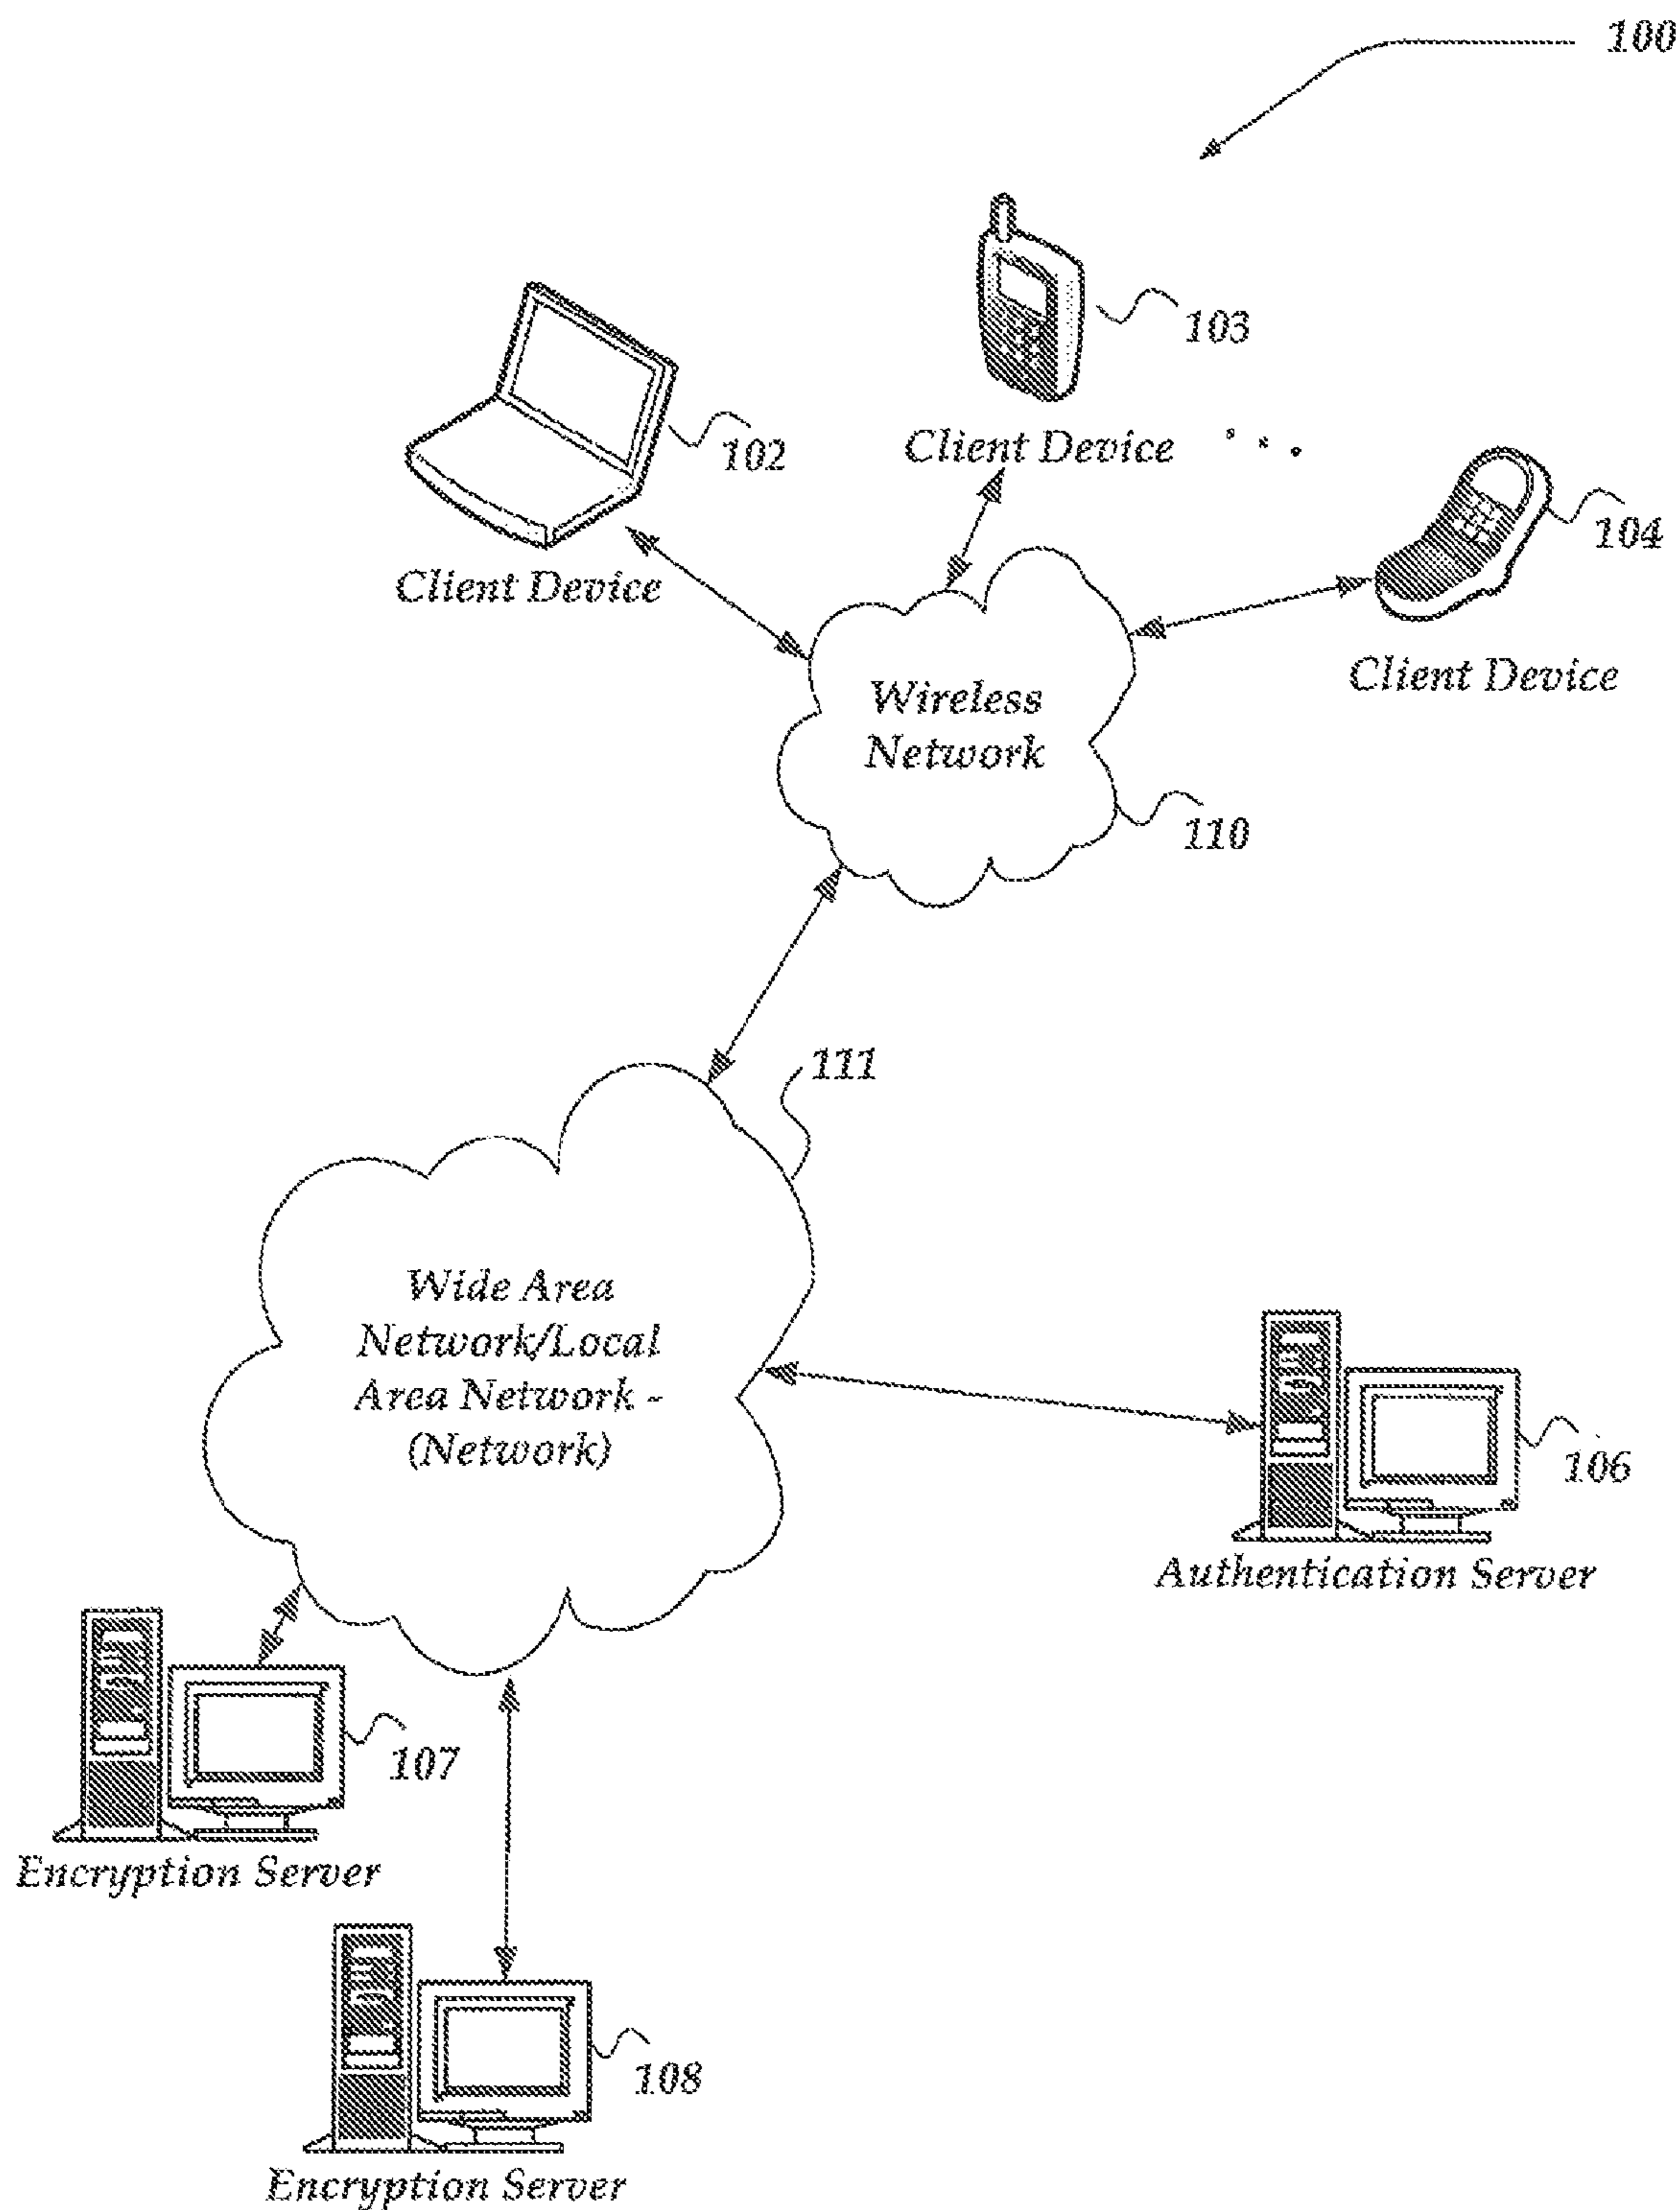 100
103
102
Client Device
104
Client Device
Client Device
Wireless
Network
110
111
Wide Area
Network/Local
Area Network -
(Network)
106
Authentication Server
107
Encryption Server
108
Encryption Server